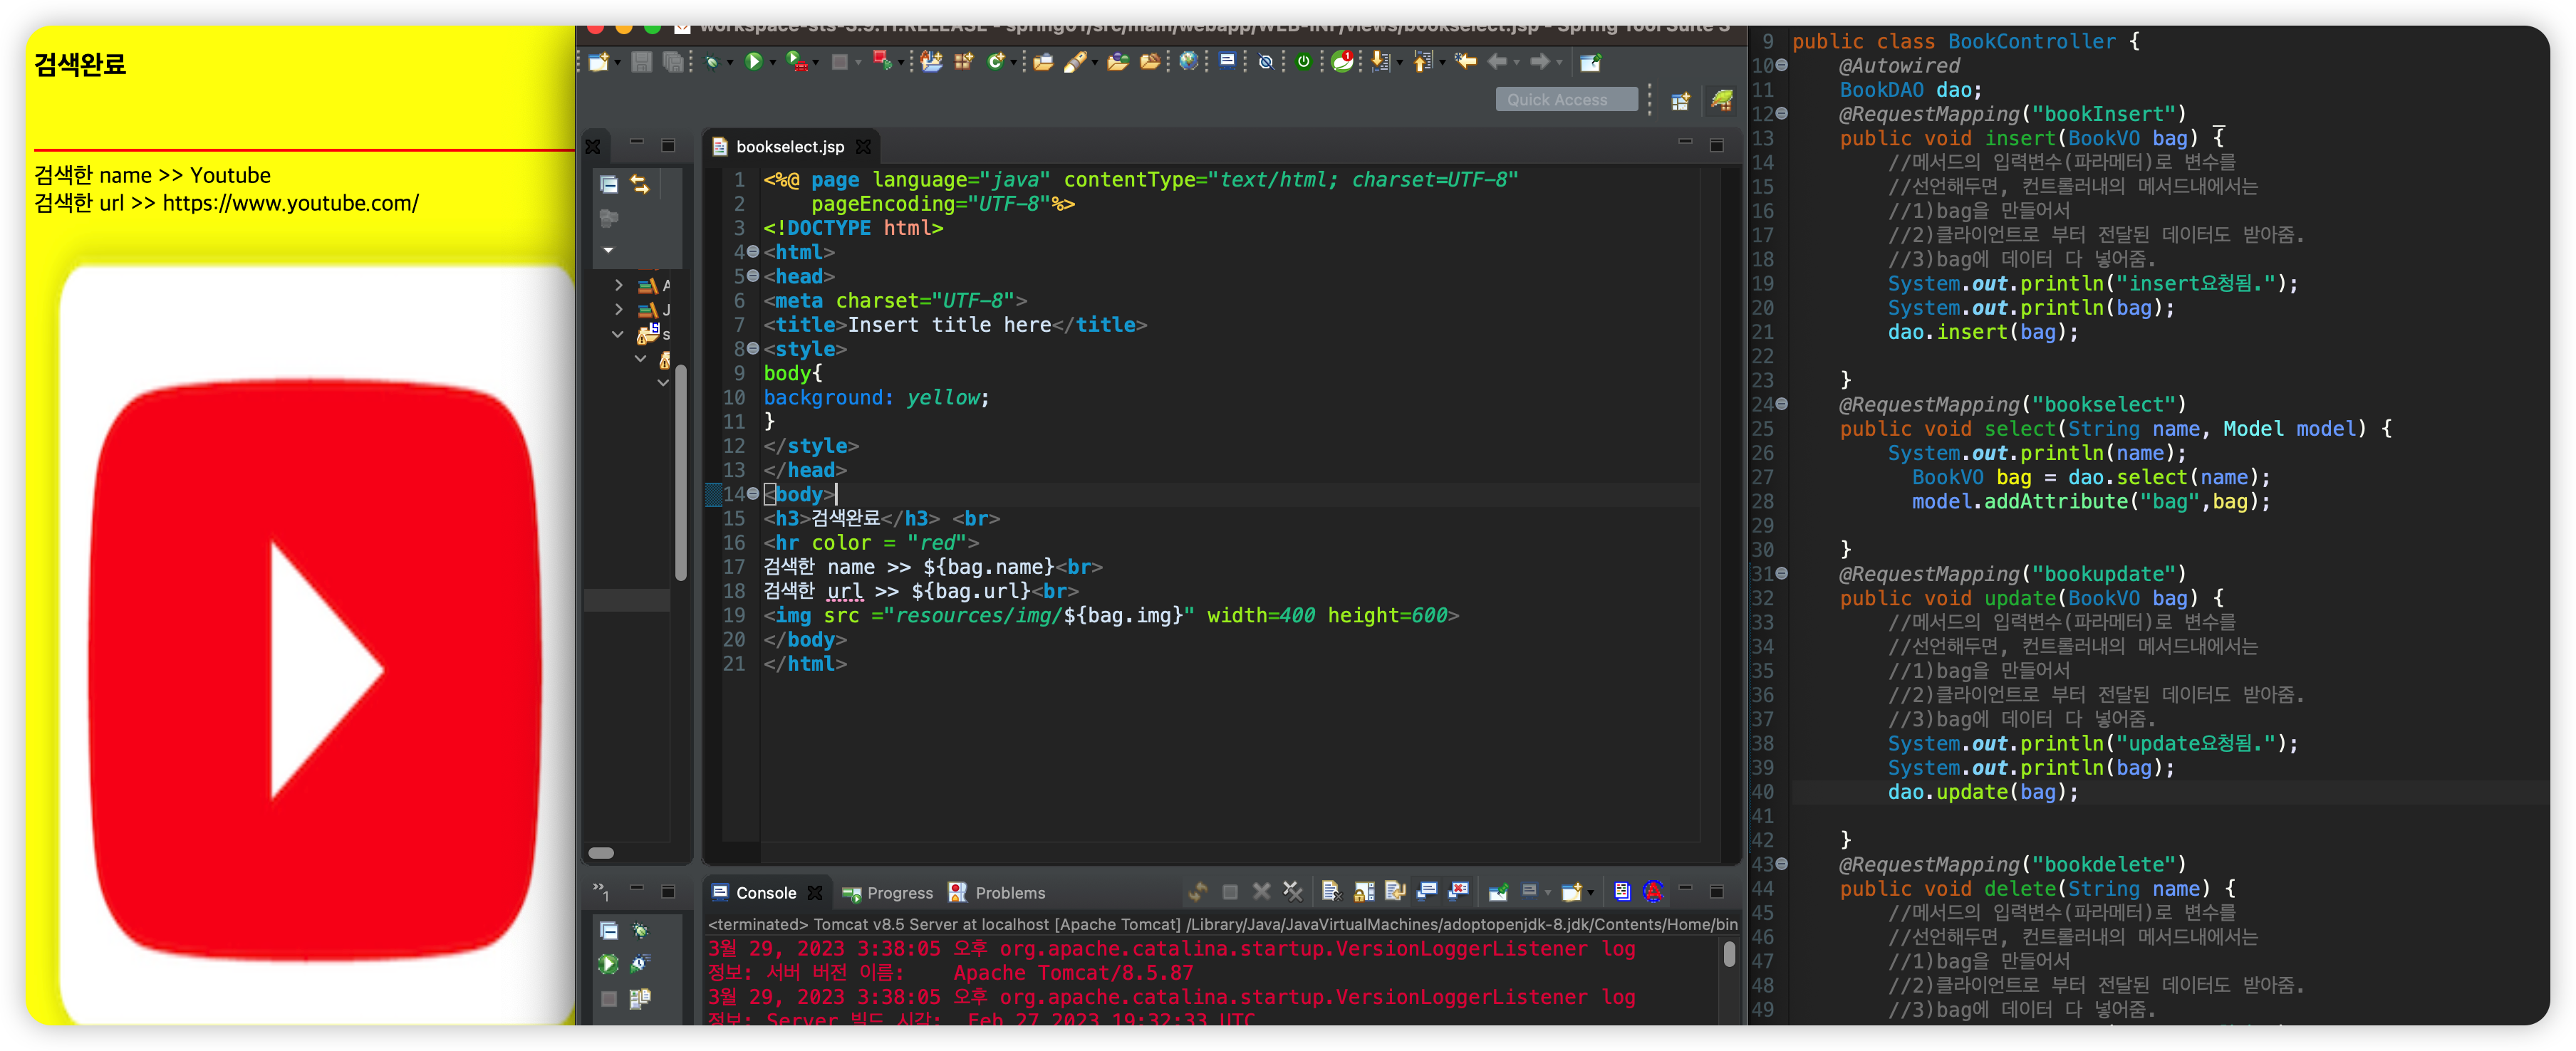 검색완료
검색한 name >> Youtube
검색한 url >> https://www.youtube.com/
workspace-sts-3.9.11.RELEASE - spring01/src/main/webapp/WEB-INF/views/bookselect.jsp - Spring Tool Suite 3
Quick Access
bookselect.jsp
1 <%@ page language="java" contentType="text/html; charset=UTF-8"
2 pageEncoding="UTF-8"%>
3 <!DOCTYPE html>
4 <html>
5 <head>
6 <meta charset="UTF-8">
7 <title>Insert title here</title>
8 <style>
9 body{
10 background: yellow;
11 }
12 </style>
13 </head>
14 <body>
15 <h3>검색완료</h3> <br>
16 <hr color = "red">
17 검색한 name >> ${bag.name}<br>
18 검색한 url >> ${bag.url}<br>
19 <img src ="resources/img/${bag.img}" width=400 height=600>
20 </body>
21 </html>
A
J
s
1
Console
Progress
Problems
<terminated> Tomcat v8.5 Server at localhost [Apache Tomcat] /Library/Java/JavaVirtualMachines/adoptopenjdk-8.jdk/Contents/Home/bin
3월 29, 2023 3:38:05 오후 org.apache.catalina.startup.VersionLoggerListener log
정보: 서버 버전 이름: Apache Tomcat/8.5.87
3월 29, 2023 3:38:05 오후 org.apache.catalina.startup.VersionLoggerListener log
정보: Server 빌드 시각: Feb 27 2023 19:32:33 UTC
9 public class BookController {
10 @Autowired
11 BookDAO dao;
12 @RequestMapping("bookInsert")
13 public void insert(BookVO bag) {
14 //메서드의 입력변수(파라메터)로 변수를
15 //선언해두면, 컨트롤러내의 메서드내에서는
16 //1)bag을 만들어서
17 //2)클라이언트로 부터 전달된 데이터도 받아줌.
18 //3)bag에 데이터 다 넣어줌.
19 System.out.println("insert요청됨.");
20 System.out.println(bag);
21 dao.insert(bag);
22
23 }
24 @RequestMapping("bookselect")
25 public void select(String name, Model model) {
26 System.out.println(name);
27 BookVO bag = dao.select(name);
28 model.addAttribute("bag",bag);
29
30 }
31 @RequestMapping("bookupdate")
32 public void update(BookVO bag) {
33 //메서드의 입력변수(파라메터)로 변수를
34 //선언해두면, 컨트롤러내의 메서드내에서는
35 //1)bag을 만들어서
36 //2)클라이언트로 부터 전달된 데이터도 받아줌.
37 //3)bag에 데이터 다 넣어줌.
38 System.out.println("update요청됨.");
39 System.out.println(bag);
40 dao.update(bag);
41
42 }
43 @RequestMapping("bookdelete")
44 public void delete(String name) {
45 //메서드의 입력변수(파라메터)로 변수를
46 //선언해두면, 컨트롤러내의 메서드내에서는
47 //1)bag을 만들어서
48 //2)클라이언트로 부터 전달된 데이터도 받아줌.
49 //3)bag에 데이터 다 넣어줌.